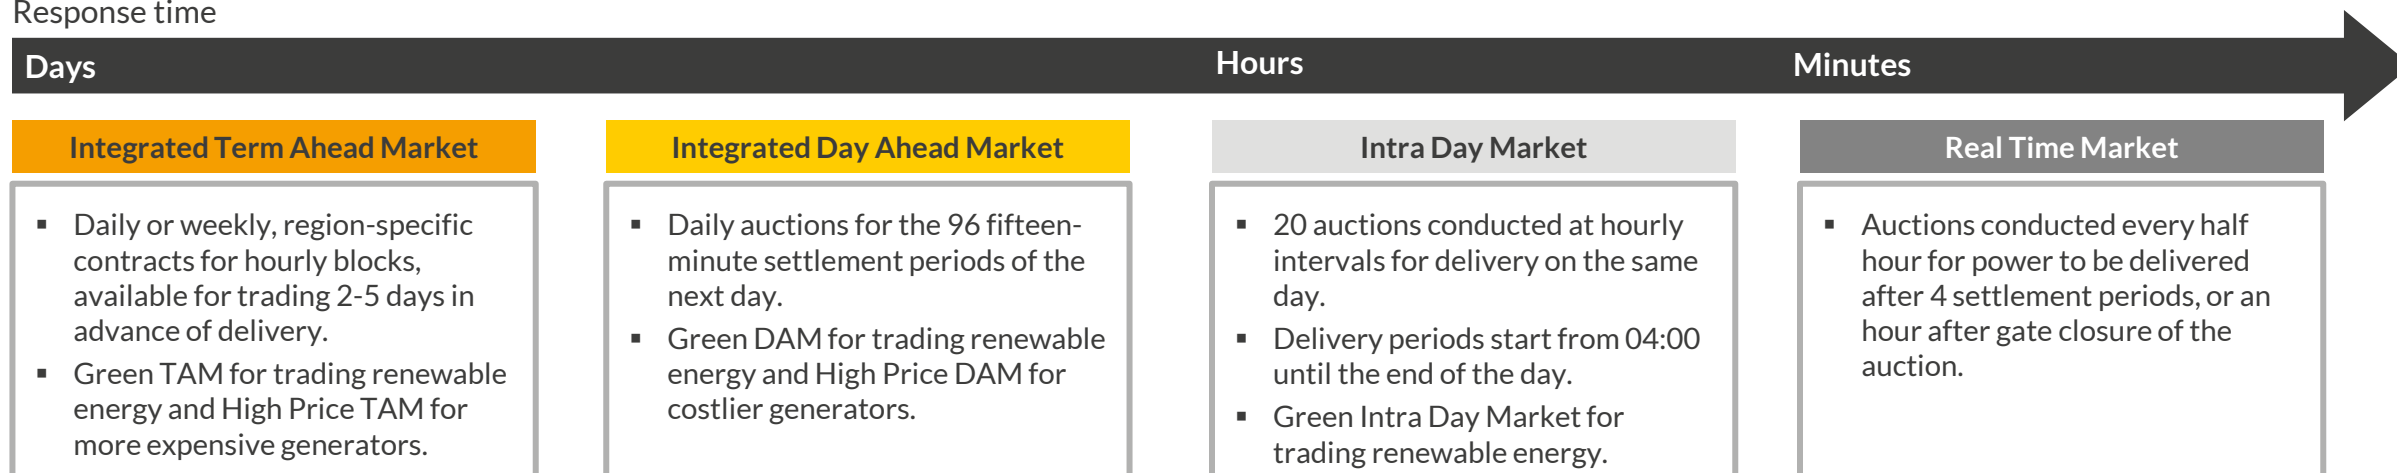 Response time
Days
Hours
Minutes
Integrated Term Ahead Market
▪ Daily or weekly, region-specific
contracts for hourly blocks,
available for trading 2-5 days in
advance of delivery.
▪ Green TAM for trading renewable
energy and High Price TAM for
more expensive generators.
Integrated Day Ahead Market
▪ Daily auctions for the 96 fifteen-
minute settlement periods of the
next day.
▪ Green DAM for trading renewable
energy and High Price DAM for
costlier generators.
Intra Day Market
▪ 20 auctions conducted at hourly
intervals for delivery on the same
day.
▪ Delivery periods start from 04:00
until the end of the day.
▪ Green Intra Day Market for
trading renewable energy.
Real Time Market
▪ Auctions conducted every half
hour for power to be delivered
after 4 settlement periods, or an
hour after gate closure of the
auction.